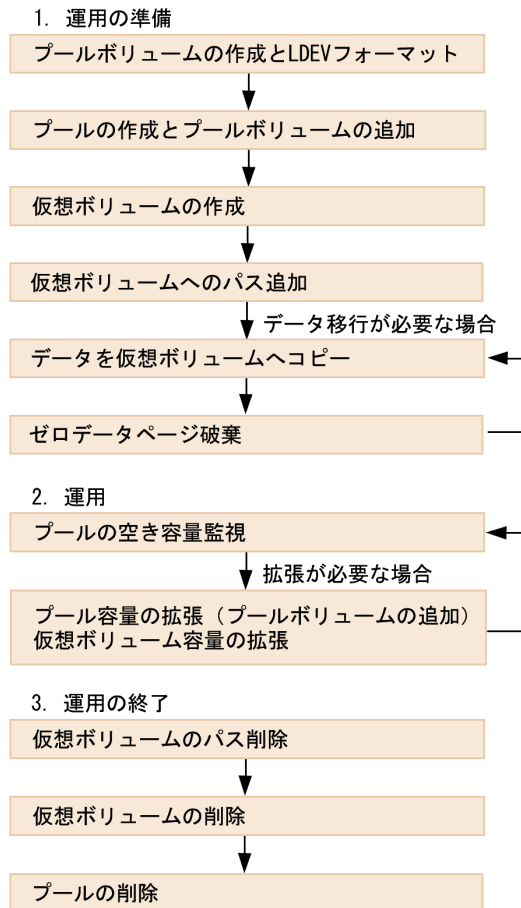 1. 運用の準備
プールボリュームの作成とLDEVフォーマット
プールの作成とプールボリュームの追加
仮想ボリュームの作成
仮想ボリュームへのパス追加
データ移行が必要な場合
データを仮想ボリュームへコピー
ゼロデータページ破棄
2. 運用
プールの空き容量監視
拡張が必要な場合
プール容量の拡張（プールボリュームの追加）
仮想ボリューム容量の拡張
3. 運用の終了
仮想ボリュームのパス削除
仮想ボリュームの削除
プールの削除